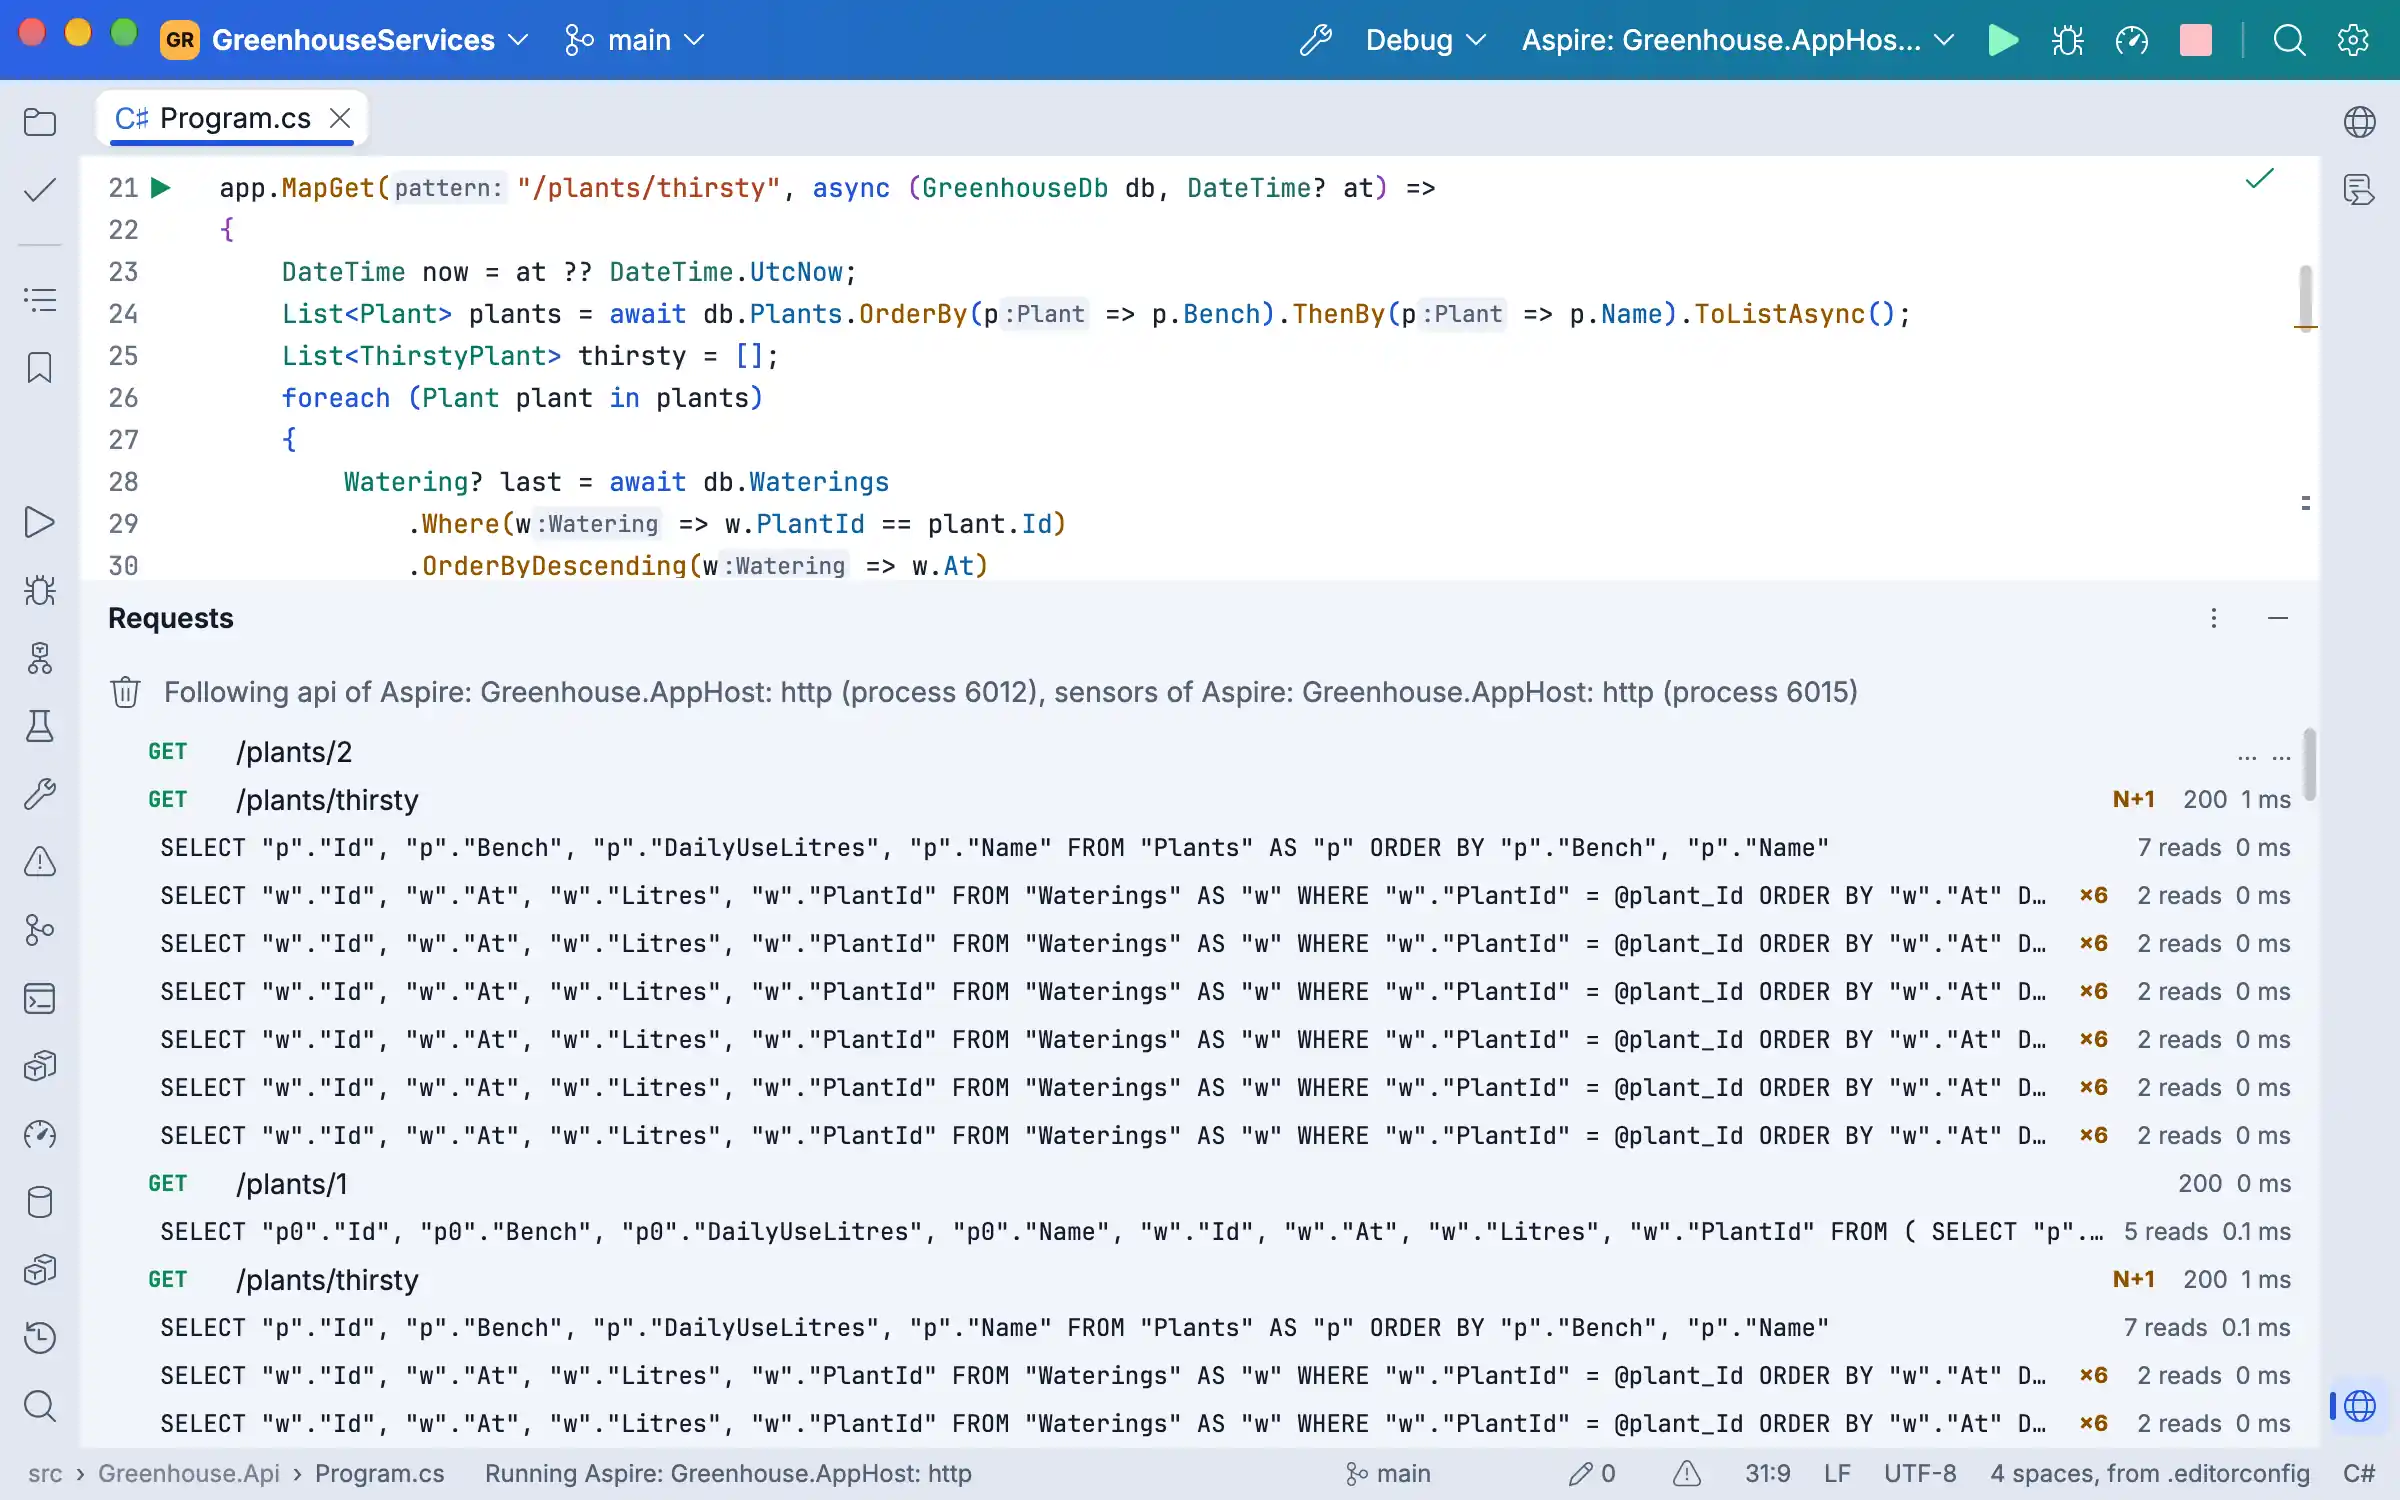 GR GreenhouseServices main Debug Aspire: Greenhouse.AppHos...
C# Program.cs
21 app.MapGet(pattern: "/plants/thirsty", async (GreenhouseDb db, DateTime? at) =>
22 {
23 DateTime now = at ?? DateTime.UtcNow;
24 List<Plant> plants = await db.Plants.OrderBy(p:Plant => p.Bench).ThenBy(p:Plant => p.Name).ToListAsync();
25 List<ThirstyPlant> thirsty = [];
26 foreach (Plant plant in plants)
27 {
28 Watering? last = await db.Waterings
29 .Where(w:Watering => w.PlantId == plant.Id)
30 .OrderByDescending(w:Watering => w.At)
Requests
Following api of Aspire: Greenhouse.AppHost: http (process 6012), sensors of Aspire: Greenhouse.AppHost: http (process 6015)
GET /plants/2 ... ...
GET /plants/thirsty N+1 200 1 ms
SELECT "p"."Id", "p"."Bench", "p"."DailyUseLitres", "p"."Name" FROM "Plants" AS "p" ORDER BY "p"."Bench", "p"."Name" 7 reads 0 ms
SELECT "w"."Id", "w"."At", "w"."Litres", "w"."PlantId" FROM "Waterings" AS "w" WHERE "w"."PlantId" = @plant_Id ORDER BY "w"."At" D… ×6 2 reads 0 ms
SELECT "w"."Id", "w"."At", "w"."Litres", "w"."PlantId" FROM "Waterings" AS "w" WHERE "w"."PlantId" = @plant_Id ORDER BY "w"."At" D… ×6 2 reads 0 ms
SELECT "w"."Id", "w"."At", "w"."Litres", "w"."PlantId" FROM "Waterings" AS "w" WHERE "w"."PlantId" = @plant_Id ORDER BY "w"."At" D… ×6 2 reads 0 ms
SELECT "w"."Id", "w"."At", "w"."Litres", "w"."PlantId" FROM "Waterings" AS "w" WHERE "w"."PlantId" = @plant_Id ORDER BY "w"."At" D… ×6 2 reads 0 ms
SELECT "w"."Id", "w"."At", "w"."Litres", "w"."PlantId" FROM "Waterings" AS "w" WHERE "w"."PlantId" = @plant_Id ORDER BY "w"."At" D… ×6 2 reads 0 ms
SELECT "w"."Id", "w"."At", "w"."Litres", "w"."PlantId" FROM "Waterings" AS "w" WHERE "w"."PlantId" = @plant_Id ORDER BY "w"."At" D… ×6 2 reads 0 ms
GET /plants/1 200 0 ms
SELECT "p0"."Id", "p0"."Bench", "p0"."DailyUseLitres", "p0"."Name", "w"."Id", "w"."At", "w"."Litres", "w"."PlantId" FROM ( SELECT "p".… 5 reads 0.1 ms
GET /plants/thirsty N+1 200 1 ms
SELECT "p"."Id", "p"."Bench", "p"."DailyUseLitres", "p"."Name" FROM "Plants" AS "p" ORDER BY "p"."Bench", "p"."Name" 7 reads 0.1 ms
SELECT "w"."Id", "w"."At", "w"."Litres", "w"."PlantId" FROM "Waterings" AS "w" WHERE "w"."PlantId" = @plant_Id ORDER BY "w"."At" D… ×6 2 reads 0 ms
SELECT "w"."Id", "w"."At", "w"."Litres", "w"."PlantId" FROM "Waterings" AS "w" WHERE "w"."PlantId" = @plant_Id ORDER BY "w"."At" D… ×6 2 reads 0 ms
src › Greenhouse.Api › Program.cs Running Aspire: Greenhouse.AppHost: http main 0 31:9 LF UTF-8 4 spaces, from .editorconfig C#